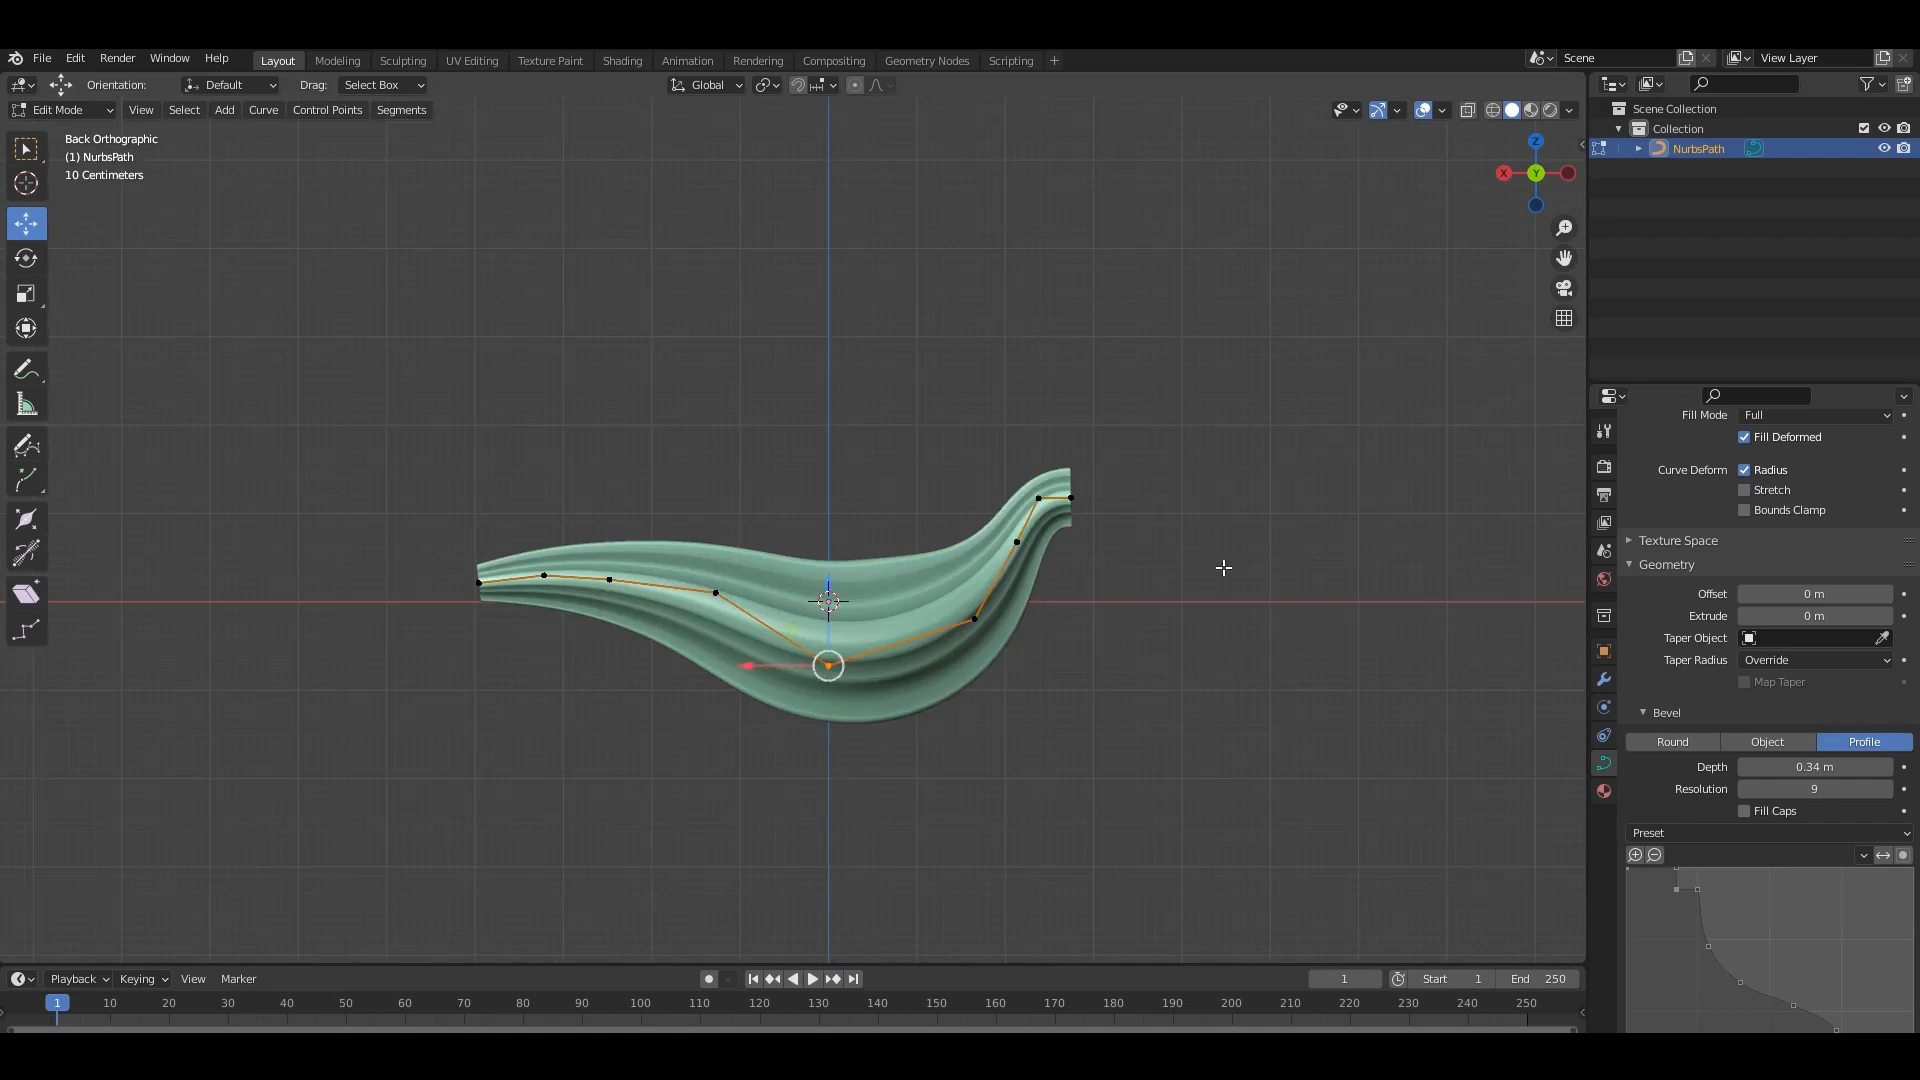 File Edit Render Window Help Layout Modeling Sculpting UV Editing Texture Paint Shading Animation Rendering Compositing Geometry Nodes Scripting + Scene View Layer
Orientation: Default Drag: Select Box Global
Edit Mode View Select Add Curve Control Points Segments
Back Orthographic
(1) NurbsPath
10 Centimeters
Z
X
Y
Scene Collection
Collection
NurbsPath
Fill Mode Full
Fill Deformed
Curve Deform Radius
Stretch
Bounds Clamp
Texture Space
Geometry
Offset 0 m
Extrude 0 m
Taper Object
Taper Radius Override
Map Taper
Bevel
Round Object Profile
Depth 0.34 m
Resolution 9
Fill Caps
Preset
Playback Keying View Marker 1 Start 1 End 250
1 10 20 30 40 50 60 70 80 90 100 110 120 130 140 150 160 170 180 190 200 210 220 230 240 250